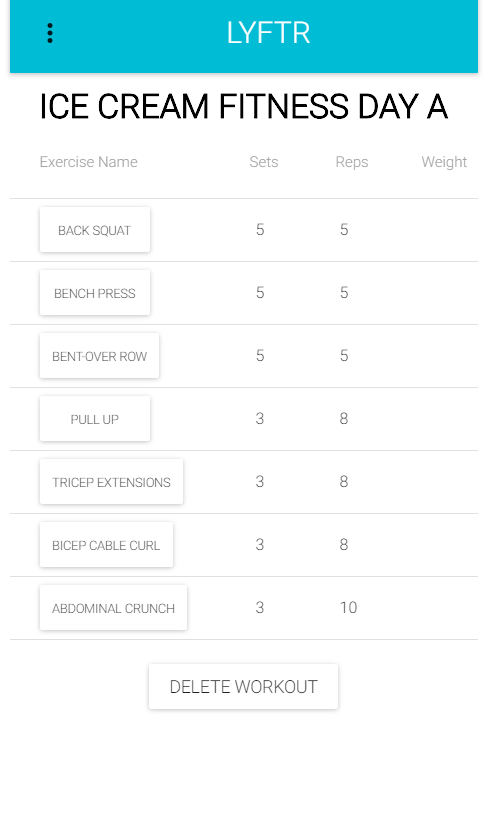 LYFTR
ICE CREAM FITNESS DAY A
Exercise Name Sets Reps Weight
BACK SQUAT 5 5
BENCH PRESS 5 5
BENT-OVER ROW 5 5
PULL UP 3 8
TRICEP EXTENSIONS 3 8
BICEP CABLE CURL 3 8
ABDOMINAL CRUNCH 3 10
DELETE WORKOUT